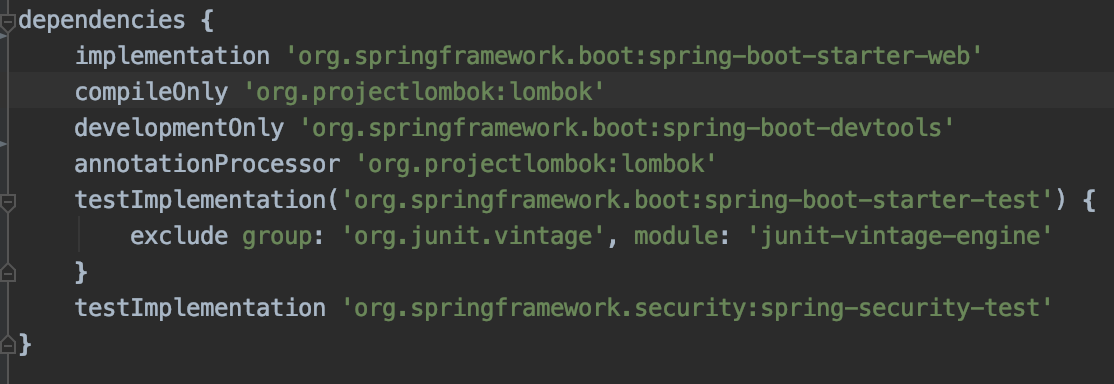 dependencies {
    implementation 'org.springframework.boot:spring-boot-starter-web'
    compileOnly 'org.projectlombok:lombok'
    developmentOnly 'org.springframework.boot:spring-boot-devtools'
    annotationProcessor 'org.projectlombok:lombok'
    testImplementation('org.springframework.boot:spring-boot-starter-test') {
        exclude group: 'org.junit.vintage', module: 'junit-vintage-engine'
    }
    testImplementation 'org.springframework.security:spring-security-test'
}